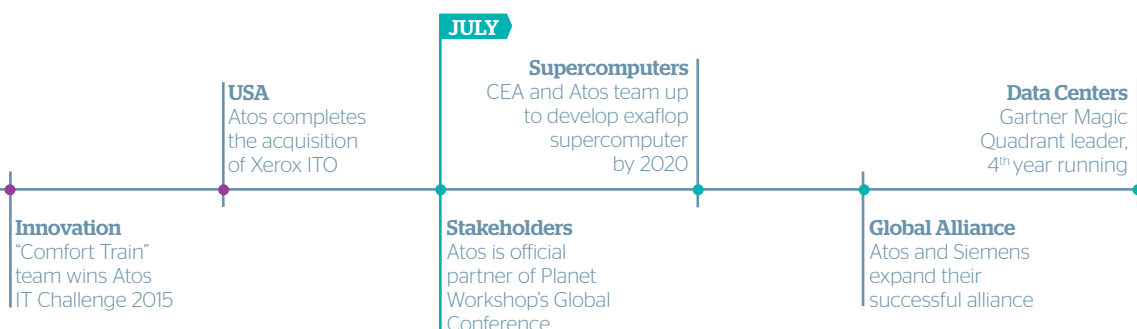 JULY
Supercomputers
CEA and Atos team up
to develop exaflop
supercomputer
by 2020
USA
Atos completes
the acquisition
of Xerox ITO
Data Centers
Gartner Magic
Quadrant leader,
4th year running
Innovation
“Comfort Train”
team wins Atos
IT Challenge 2015
Stakeholders
Atos is official
partner of Planet
Workshop's Global
Conference
Global Alliance
Atos and Siemens
expand their
successful alliance